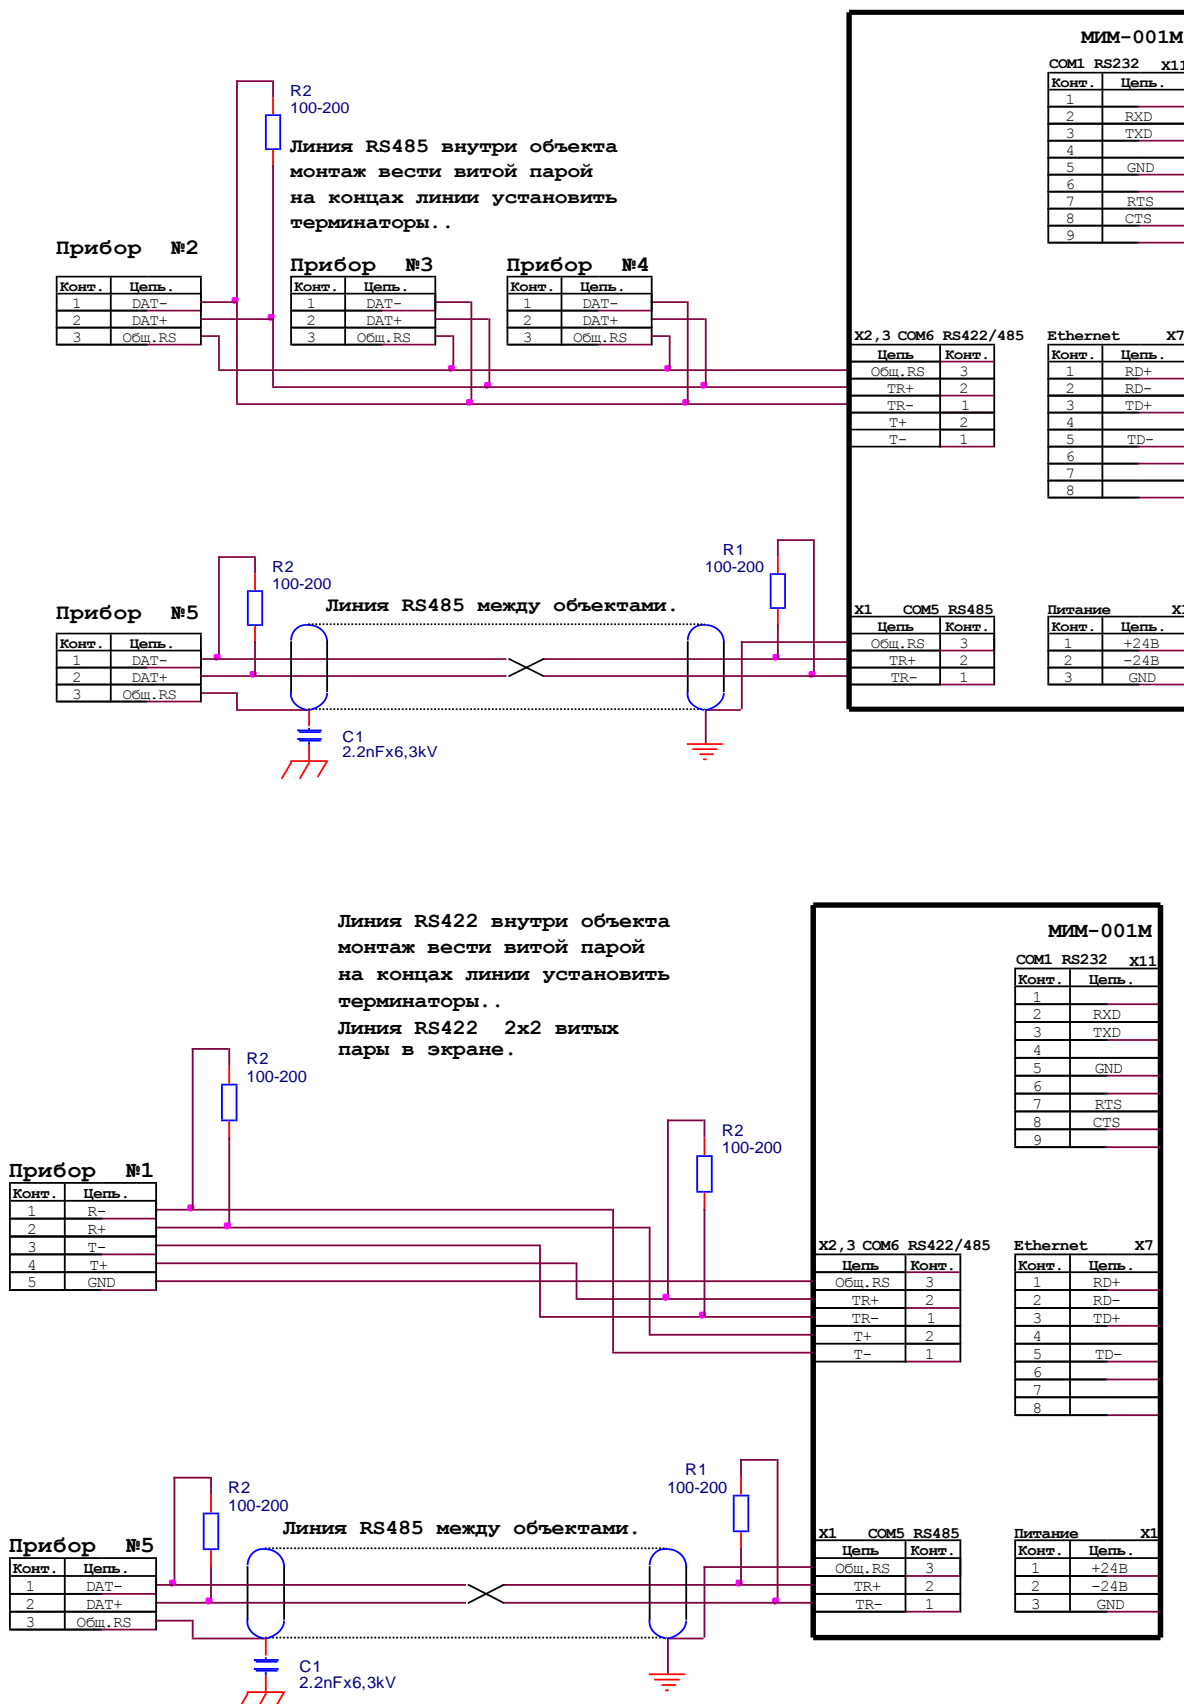 МИМ-001М
COM1 RS232 X11
Конт. Цепь.
1
2 RXD
3 TXD
4
5 GND
6
7 RTS
8 CTS
9
R2
100-200
Линия RS485 внутри объекта
монтаж вести витой парой
на концах линии установить
терминаторы..
Прибор №2
Конт. Цепь.
1 DAT-
2 DAT+
3 Общ.RS
Прибор №3
Конт. Цепь.
1 DAT-
2 DAT+
3 Общ.RS
Прибор №4
Конт. Цепь.
1 DAT-
2 DAT+
3 Общ.RS
X2,3 COM6 RS422/485
Цепь Конт.
Общ.RS 3
TR+ 2
TR- 1
T+ 2
T- 1
Ethernet X7
Конт. Цепь.
1 RD+
2 RD-
3 TD+
4
5 TD-
6
7
8
R2
100-200
R1
100-200
Линия RS485 между объектами.
Прибор №5
Конт. Цепь.
1 DAT-
2 DAT+
3 Общ.RS
C1
2.2nFx6,3kV
X1 COM5 RS485
Цепь Конт.
Общ.RS 3
TR+ 2
TR- 1
Питание X1
Конт. Цепь.
1 +24В
2 -24В
3 GND
Линия RS422 внутри объекта
монтаж вести витой парой
на концах линии установить
терминаторы..
Линия RS422 2х2 витых
пары в экране.
МИМ-001М
COM1 RS232 X11
Конт. Цепь.
1
2 RXD
3 TXD
4
5 GND
6
7 RTS
8 CTS
9
R2
100-200
R2
100-200
Прибор №1
Конт. Цепь.
1 R-
2 R+
3 T-
4 T+
5 GND
X2,3 COM6 RS422/485
Цепь Конт.
Общ.RS 3
TR+ 2
TR- 1
T+ 2
T- 1
Ethernet X7
Конт. Цепь.
1 RD+
2 RD-
3 TD+
4
5 TD-
6
7
8
R2
100-200
R1
100-200
Линия RS485 между объектами.
Прибор №5
Конт. Цепь.
1 DAT-
2 DAT+
3 Общ.RS
C1
2.2nFx6,3kV
X1 COM5 RS485
Цепь Конт.
Общ.RS 3
TR+ 2
TR- 1
Питание X1
Конт. Цепь.
1 +24В
2 -24В
3 GND